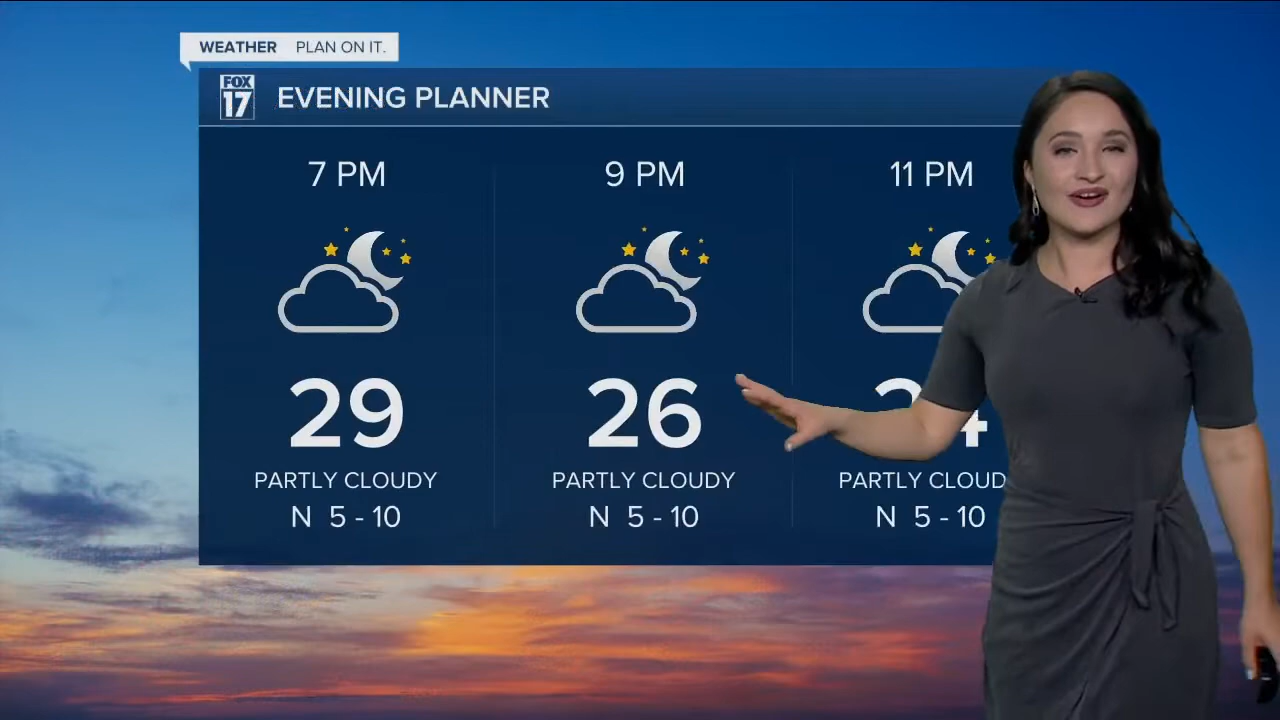 WEATHER PLAN ON IT.
FOX
17
EVENING PLANNER
7 PM
9 PM
11 PM
29
26
PARTLY CLOUDY
PARTLY CLOUDY
PARTLY
N 5 - 10
N 5 - 10
N 5 - 10